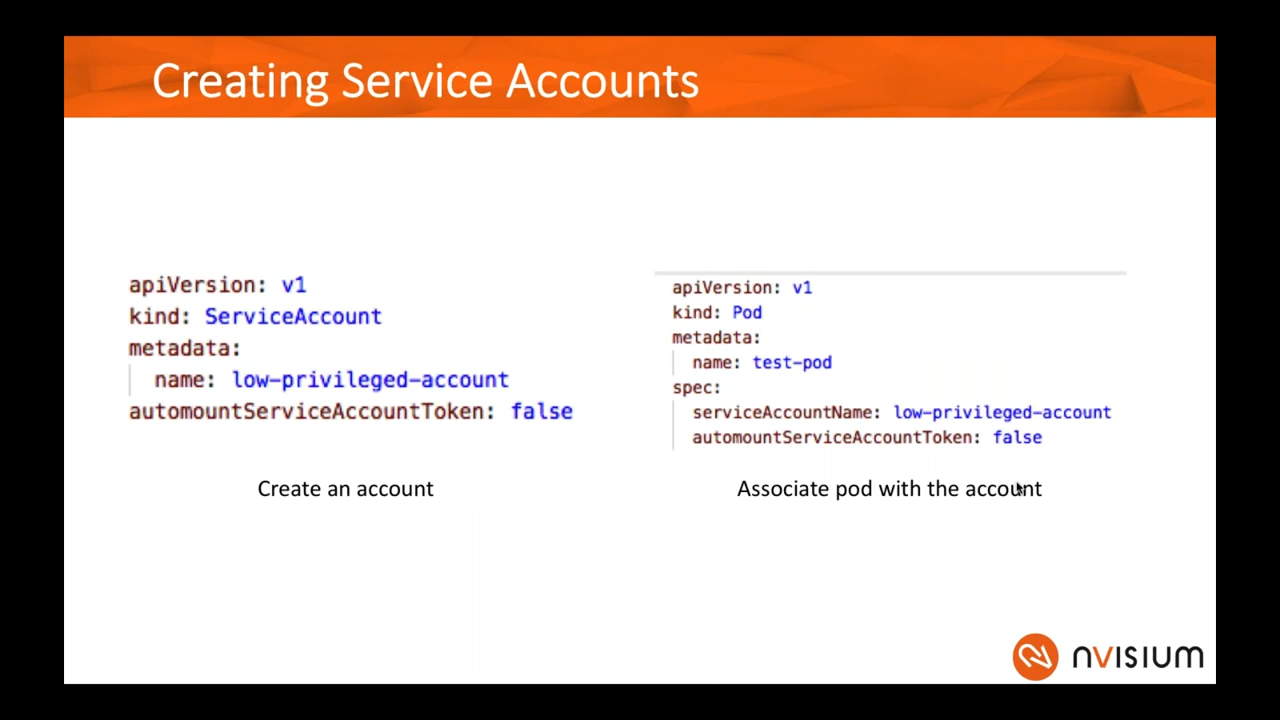 Creating Service Accounts
apiVersion: v1
kind: ServiceAccount
metadata:
name: low-privileged-account
automountServiceAccountToken: false
Create an account
apiVersion: v1
kind: Pod
metadata:
name: test-pod
spec:
serviceAccountName: low-privileged-account
automountServiceAccountToken: false
Associate pod with the account
nVISIUM